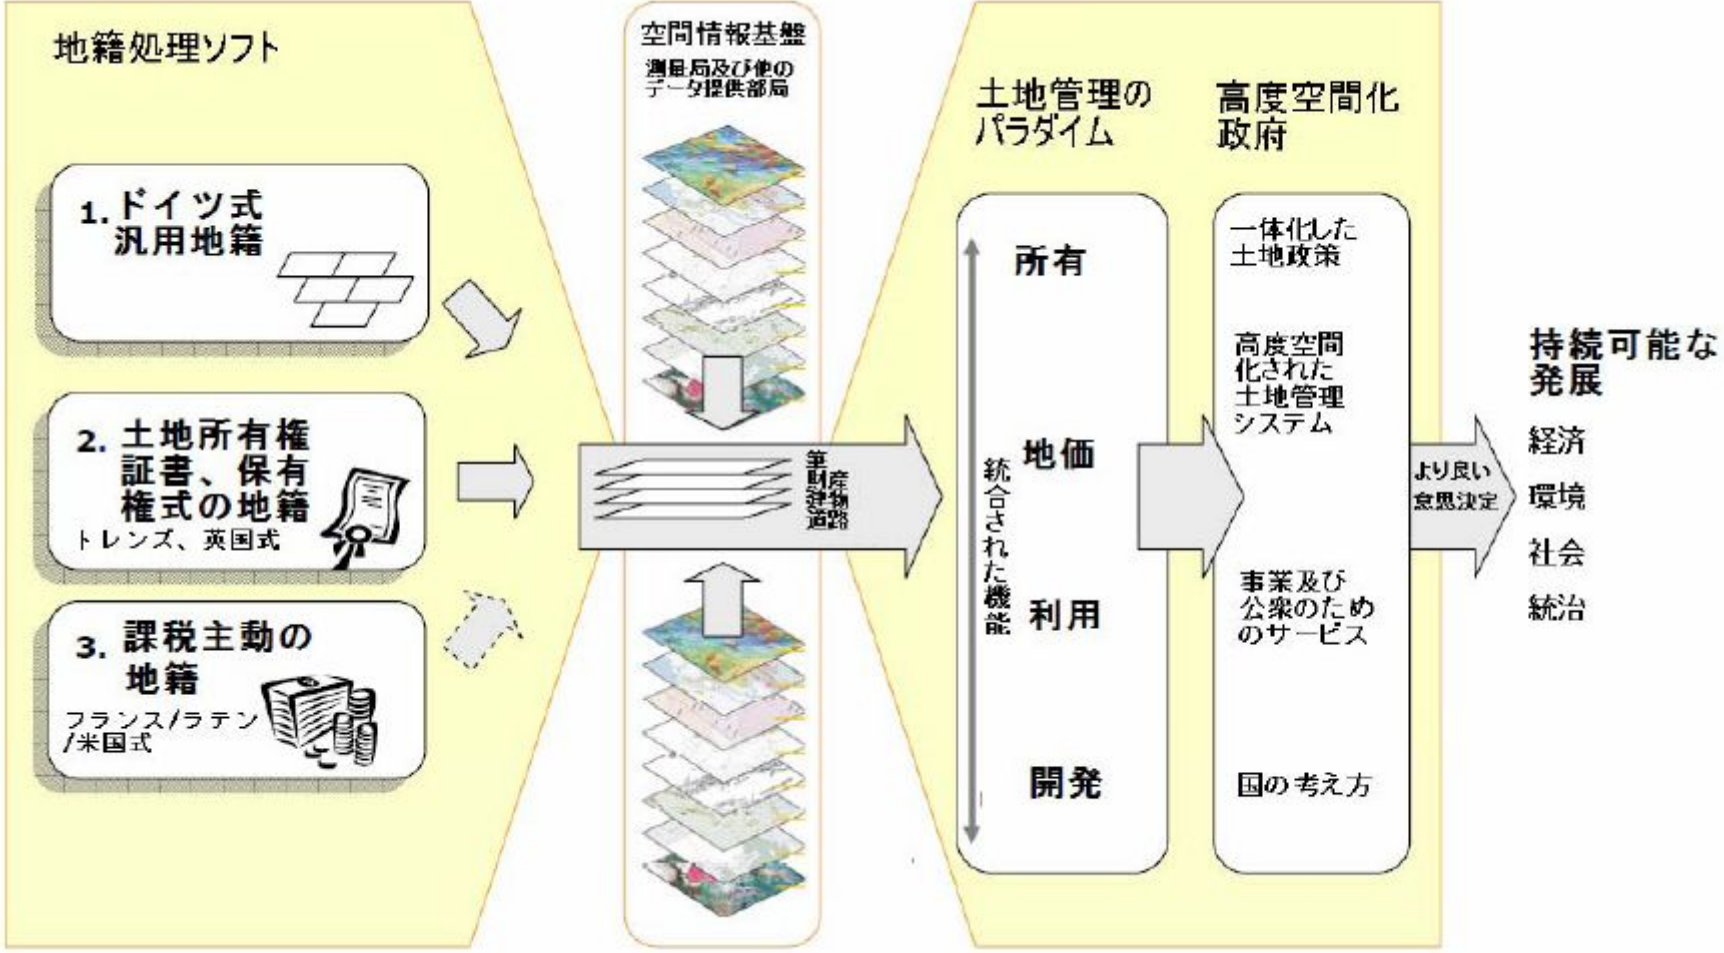 地籍処理ソフト
1. ドイツ式
汎用地籍
2. 土地所有権
証書、保有
権式の地籍
トレンズ、英国式
3. 課税主動の
地籍
フランス/ラテン
/米国式
空間情報基盤
測量局及び他の
データ提供部局
筆
財産
建物
道路
土地管理の
パラダイム
所有
地価
利用
開発
統合された機能
高度空間化
政府
一体化した
土地政策
高度空間
化された
土地管理
システム
事業及び
公衆のため
のサービス
国の考え方
より良い
意思決定
持続可能な
発展
経済
環境
社会
統治